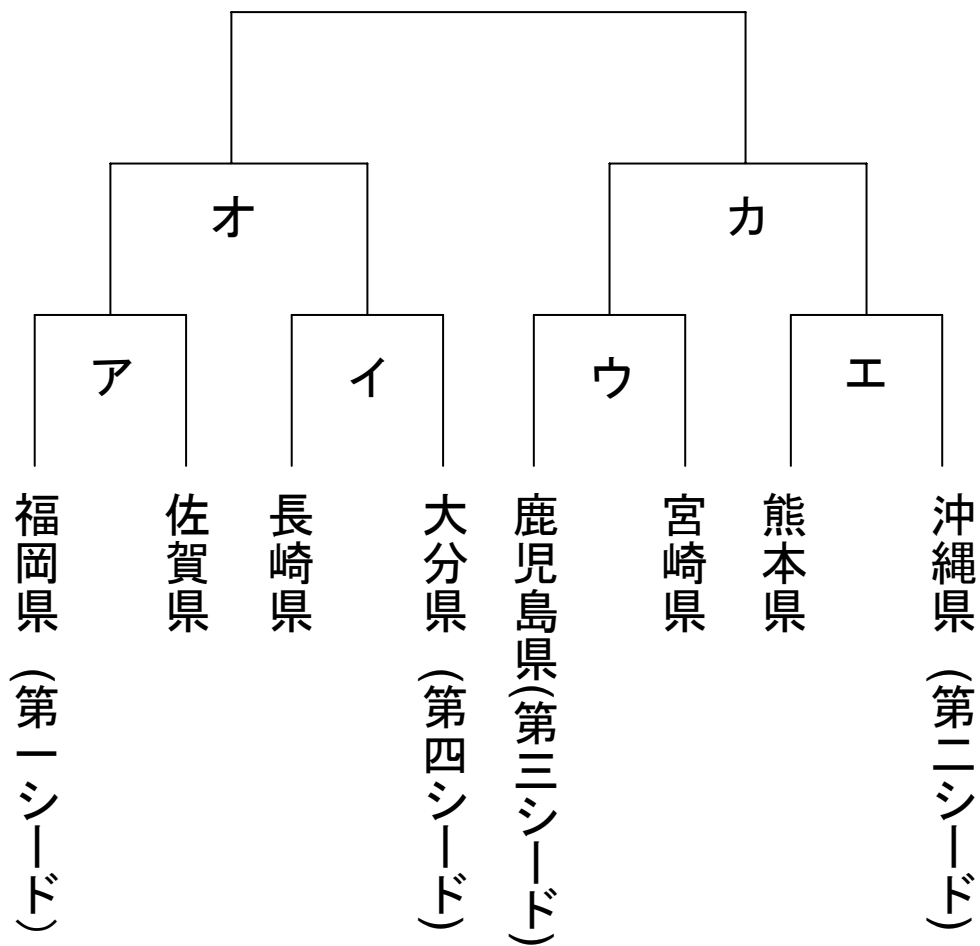 オ
カ
ア
イ
ウ
エ
福岡県（第一シード）
佐賀県
長崎県
大分県（第四シード）
鹿児島県(第三シード)
宮崎県
熊本県
沖縄県（第二シード）